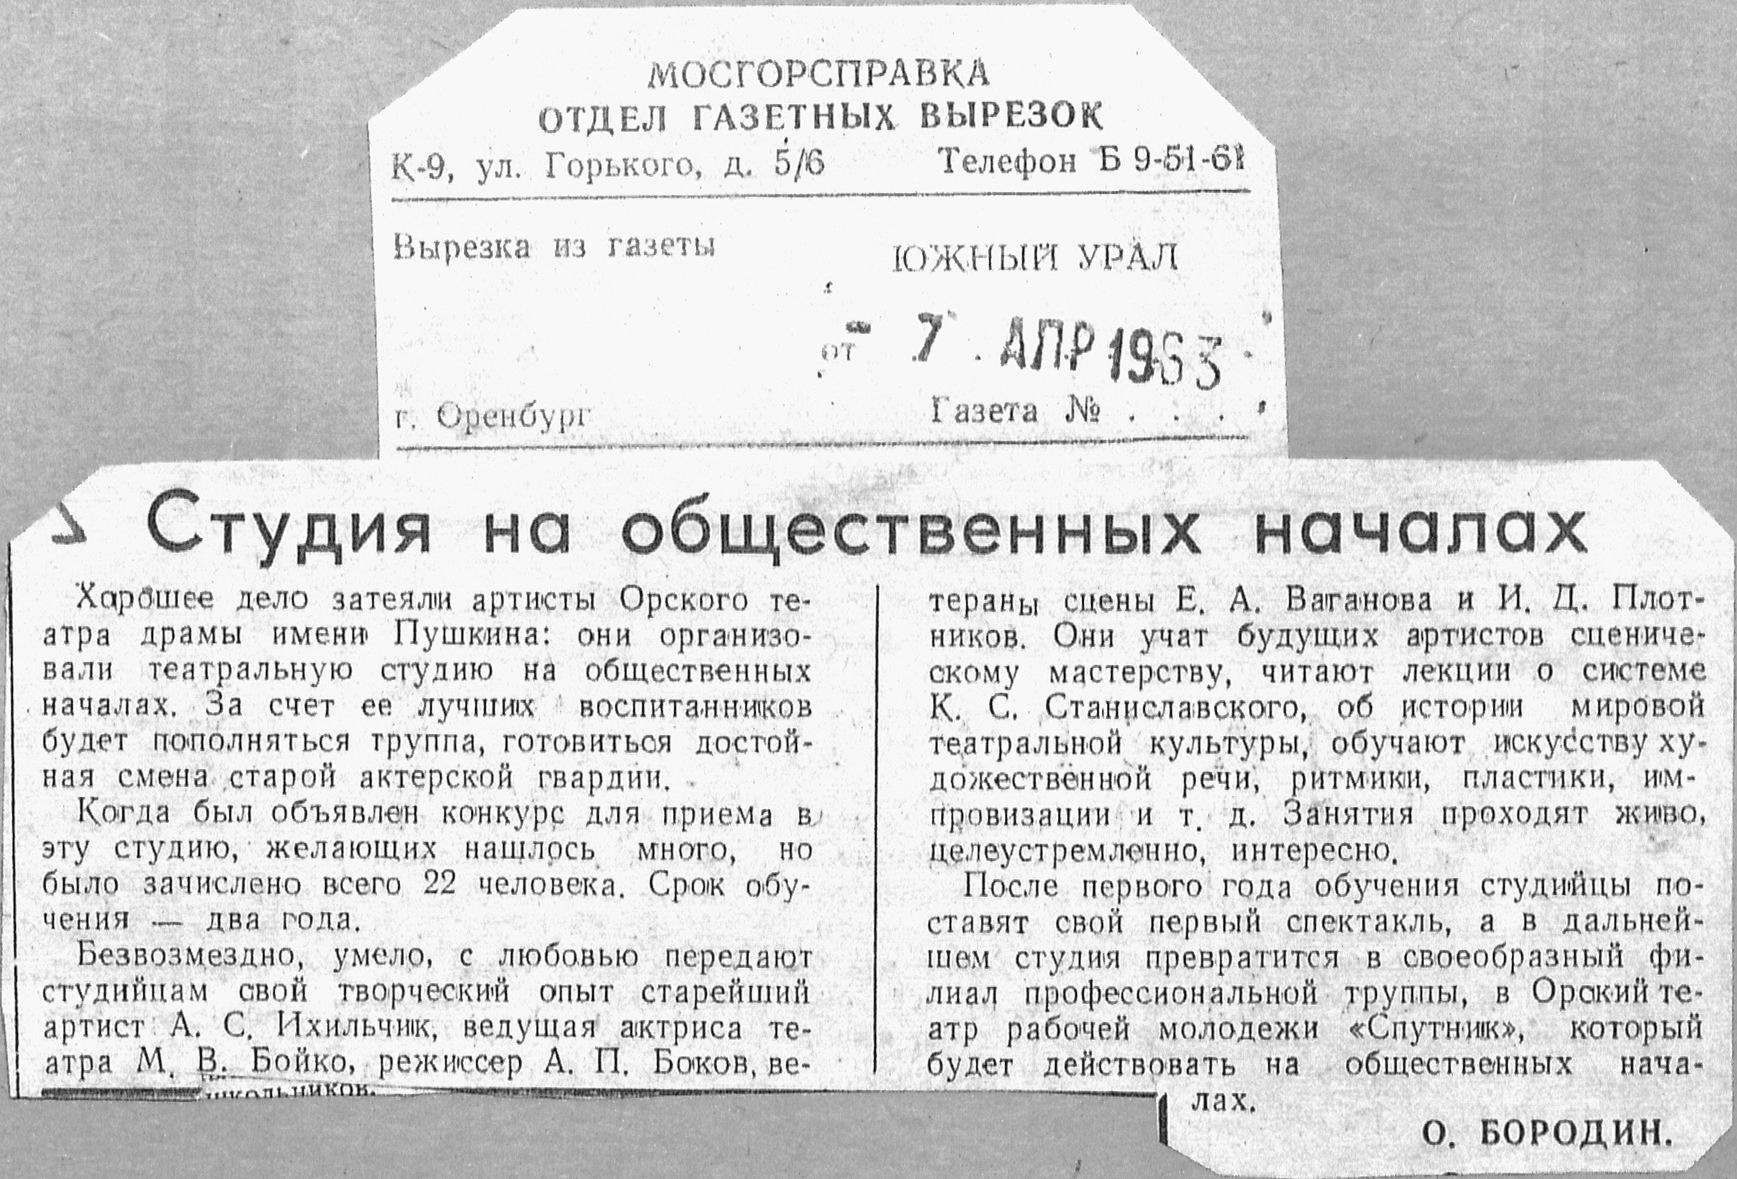 МОСГОРСПРАВКА
ОТДЕЛ ГАЗЕТНЫХ ВЫРЕЗОК
К-9, ул. Горького, д. 5/6 Телефон Б 9-51-61
Вырезка из газеты
ЮЖНЫЙ УРАЛ
от - 7 . АПР 1963
г. Оренбург Газета № . . .
Студия на общественных началах
Хорошее дело затеяли артисты Орского те-
атра драмы имени Пушкина: они организо-
вали театральную студию на общественных
началах. За счет ее лучших воспитанников
будет пополняться труппа, готовиться достой-
ная смена старой актерской гвардии.
Когда был объявлен конкурс для приема в
эту студию, желающих нашлось много, но
было зачислено всего 22 человека. Срок обу-
чения — два года.
Безвозмездно, умело, с любовью передают
студийцам свой творческий опыт старейший
артист А. С. Ихильчик, ведущая актриса те-
атра М. В. Бойко, режиссер А. П. Боков, ве-
школьников.
тераны сцены Е. А. Ваганова и И. Д. Плот-
ников. Они учат будущих артистов сцениче-
скому мастерству, читают лекции о системе
К. С. Станиславского, об истории мировой
театральной культуры, обучают искусству ху-
дожественной речи, ритмики, пластики, им-
провизации и т. д. Занятия проходят живо,
целеустремленно, интересно.
После первого года обучения студийцы по-
ставят свой первый спектакль, а в дальней-
шем студия превратится в своеобразный фи-
лиал профессиональной труппы, в Орский те-
атр рабочей молодежи «Спутник», который
будет действовать на общественных нача-
лах.
О. БОРОДИН.